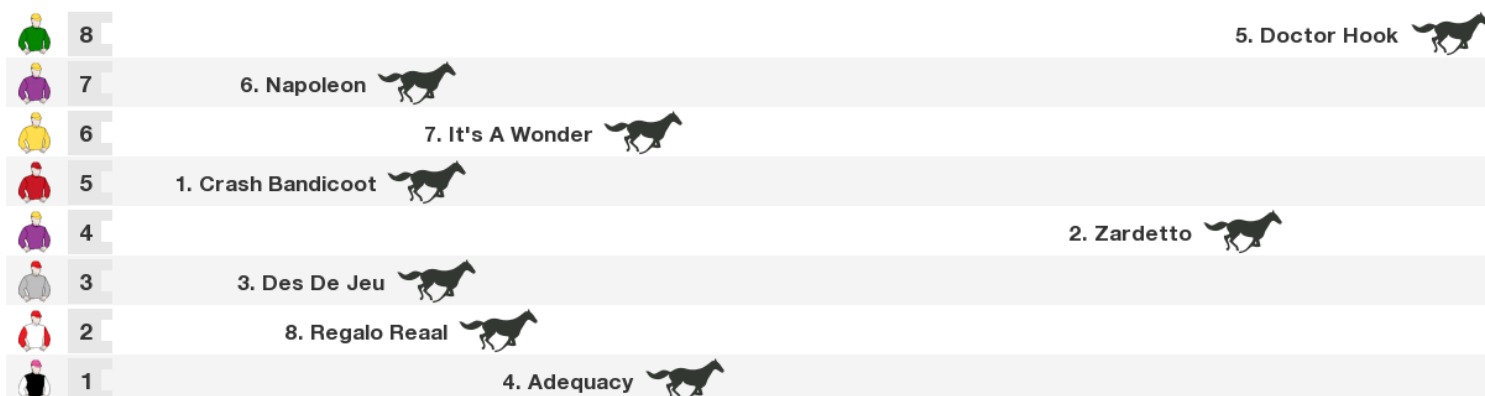 8 5. Doctor Hook
7 6. Napoleon
6 7. It's A Wonder
5 1. Crash Bandicoot
4 2. Zardetto
3 3. Des De Jeu
2 8. Regalo Reaal
1 4. Adequacy